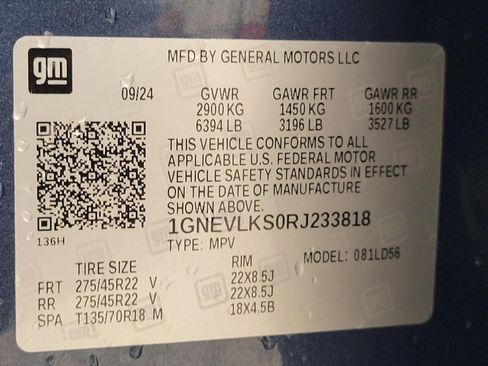 gm
MFD BY GENERAL MOTORS LLC
09/24 GVWR GAWR FRT GAWR RR
2900 KG 1450 KG 1600 KG
6394 LB 3196 LB 3527 LB
THIS VEHICLE CONFORMS TO ALL
APPLICABLE U.S. FEDERAL MOTOR
VEHICLE SAFETY STANDARDS IN EFFECT
ON THE DATE OF MANUFACTURE
SHOWN ABOVE.
136H
1GNEVLKS0RJ233818
TYPE: MPV MODEL: 081LD56
TIRE SIZE RIM
FRT 275/45R22 V 22X8.5J
RR 275/45R22 V 22X8.5J
SPA T135/70R18 M 18X4.5B